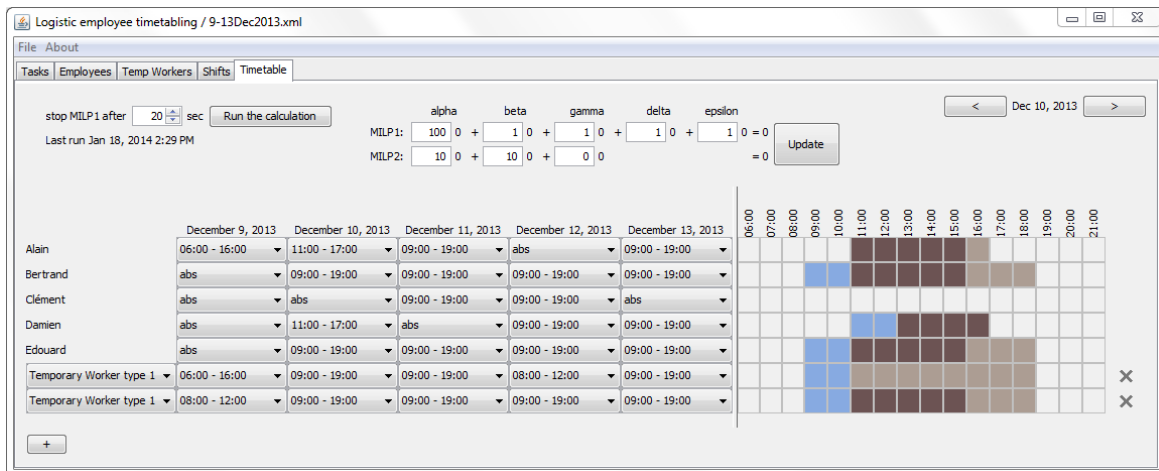 Logistic employee timetabling / 9-13Dec2013.xml
File About
Tasks Employees Temp Workers Shifts Timetable
alpha beta gamma delta epsilon
stop MILP1 after 20 sec Run the calculation
< Dec 10, 2013 >
MILP1: 100 0 + 1 0 + 1 0 + 1 0 + 1 0 = 0
Update
Last run Jan 18, 2014 2:29 PM
MILP2: 10 0 + 10 0 + 0 0 = 0
06:00 07:00 08:00 09:00 10:00 11:00 12:00 13:00 14:00 15:00 16:00 17:00 18:00 19:00 20:00 21:00
December 9, 2013 December 10, 2013 December 11, 2013 December 12, 2013 December 13, 2013
Alain 06:00 - 16:00 11:00 - 17:00 09:00 - 19:00 abs 09:00 - 19:00
Bertrand abs 09:00 - 19:00 09:00 - 19:00 09:00 - 19:00 09:00 - 19:00
Clément abs abs 09:00 - 19:00 09:00 - 19:00 abs
Damien abs 11:00 - 17:00 abs 09:00 - 19:00 09:00 - 19:00
Edouard abs 09:00 - 19:00 09:00 - 19:00 09:00 - 19:00 09:00 - 19:00
Temporary Worker type 1 06:00 - 16:00 09:00 - 19:00 09:00 - 19:00 08:00 - 12:00 09:00 - 19:00
Temporary Worker type 1 08:00 - 12:00 09:00 - 19:00 09:00 - 19:00 09:00 - 19:00 09:00 - 19:00
+